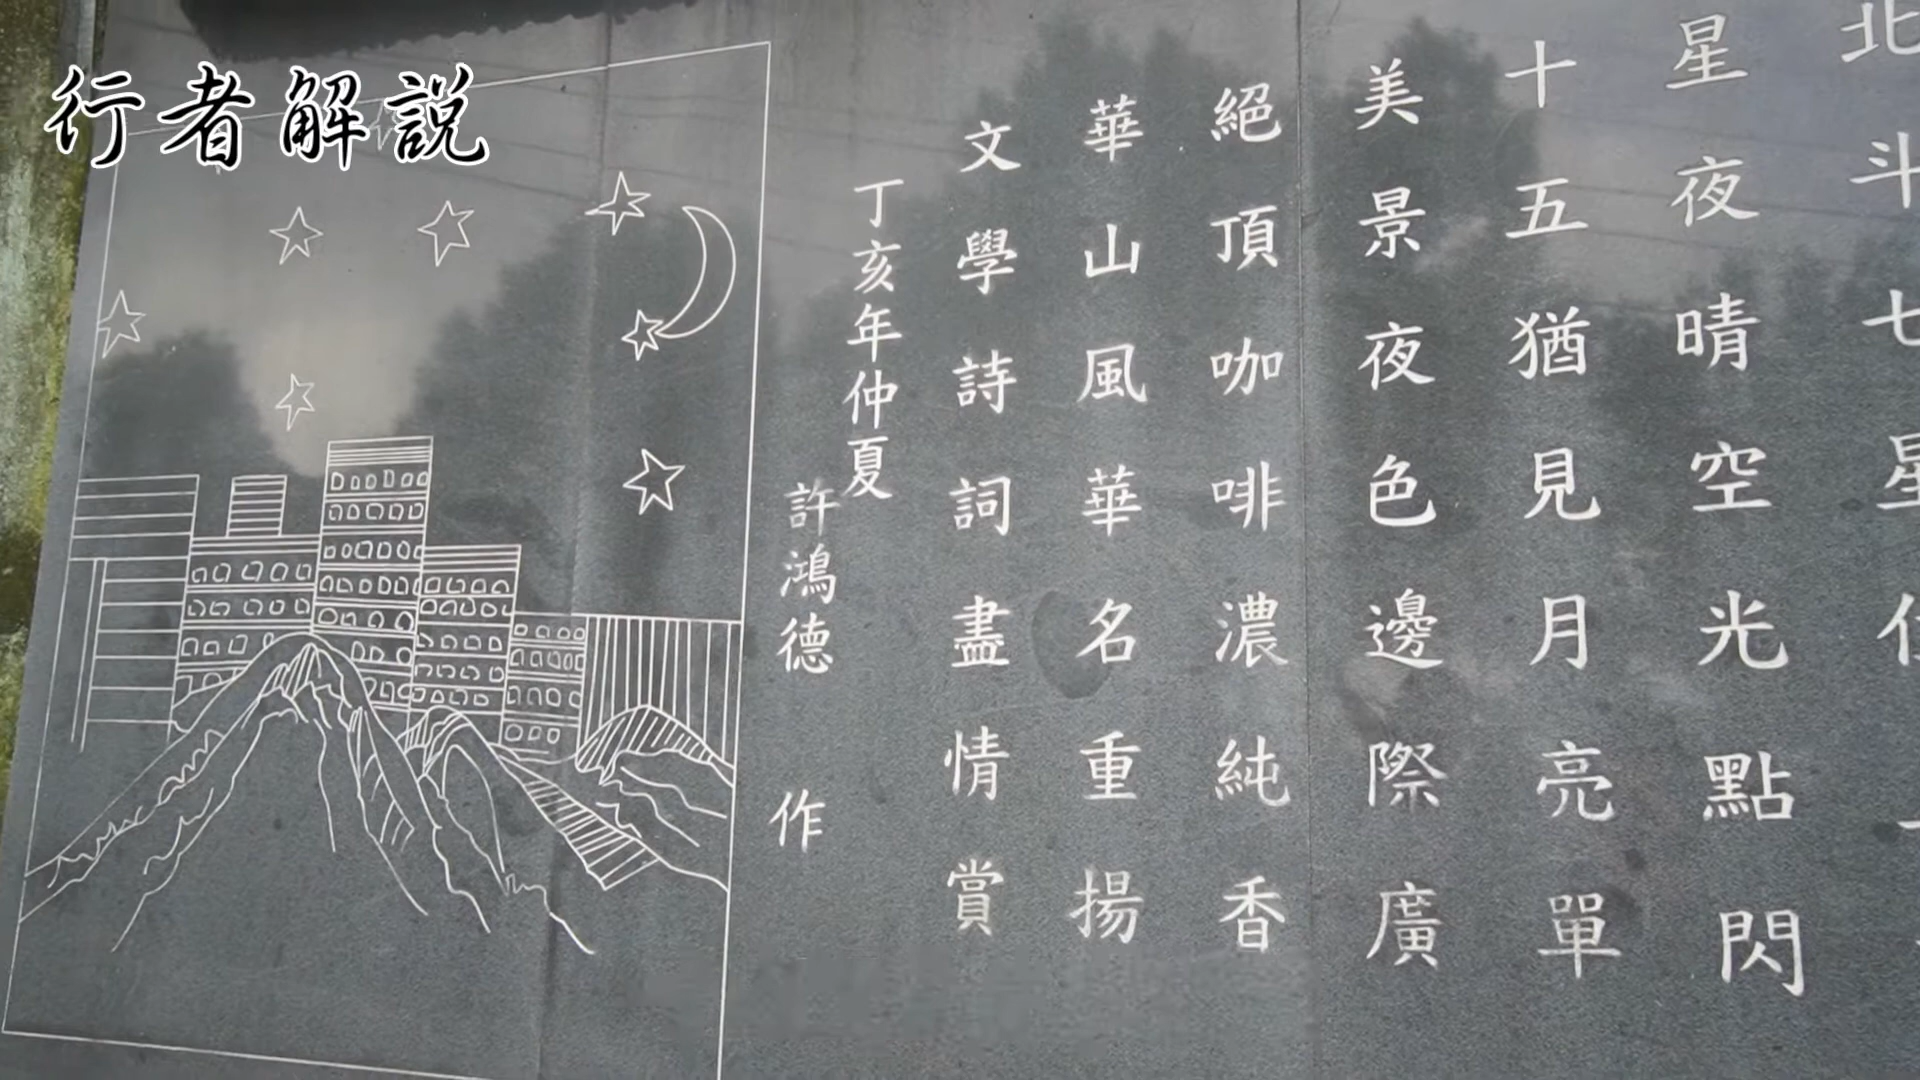 行者解說
北斗七星
星夜晴空光點閃
十五猶見月亮單
美景夜色邊際廣
絕頂咖啡濃純香
華山風華名重揚
文學詩詞盡情賞
丁亥年仲夏
許鴻德 作